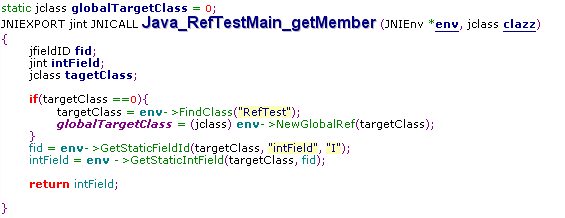 static jclass globalTargetClass = 0;
JNIEXPORT jint JNICALL Java_RefTestMain_getMember (JNIEnv *env, jclass clazz)
{
jfieldID fid;
jint intField;
jclass tagetClass;
if(targetClass ==0){
targetClass = env->FindClass("RefTest");
globalTargetClass = (jclass) env->NewGlobalRef(targetClass);
}
fid = env->GetStaticFieldId(targetClass, "intField", "I");
intField = env ->GetStaticIntField(targetClass, fid);
return intField;
}